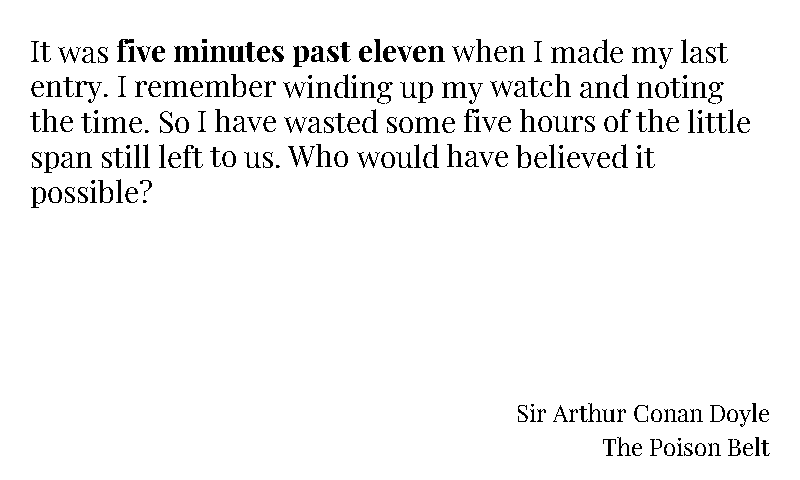 It was five minutes past eleven when I made my last
entry. I remember winding up my watch and noting
the time. So I have wasted some five hours of the little
span still left to us. Who would have believed it
possible?
Sir Arthur Conan Doyle
The Poison Belt